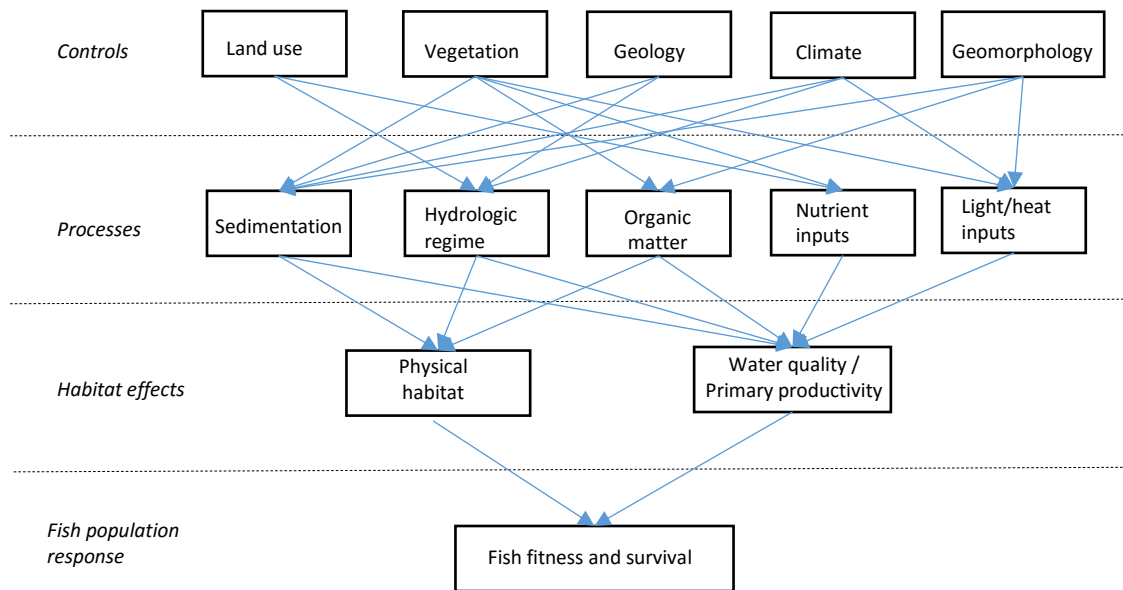 Controls
Land use
Vegetation
Geology
Climate
Geomorphology
Processes
Sedimentation
Hydrologic
regime
Organic
matter
Nutrient
inputs
Light/heat
inputs
Habitat effects
Physical
habitat
Water quality /
Primary productivity
Fish population
response
Fish fitness and survival